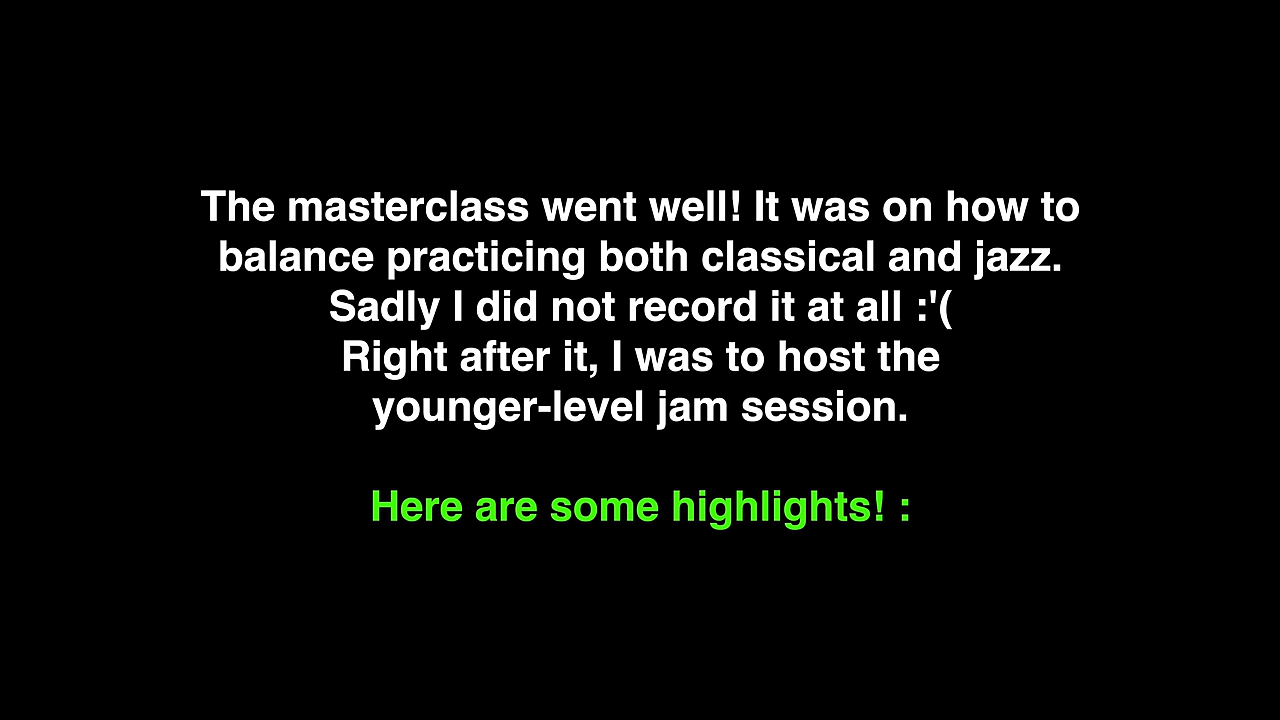 The masterclass went well! It was on how to
balance practicing both classical and jazz.
Sadly I did not record it at all :'(
Right after it, I was to host the
younger-level jam session.
Here are some highlights! :